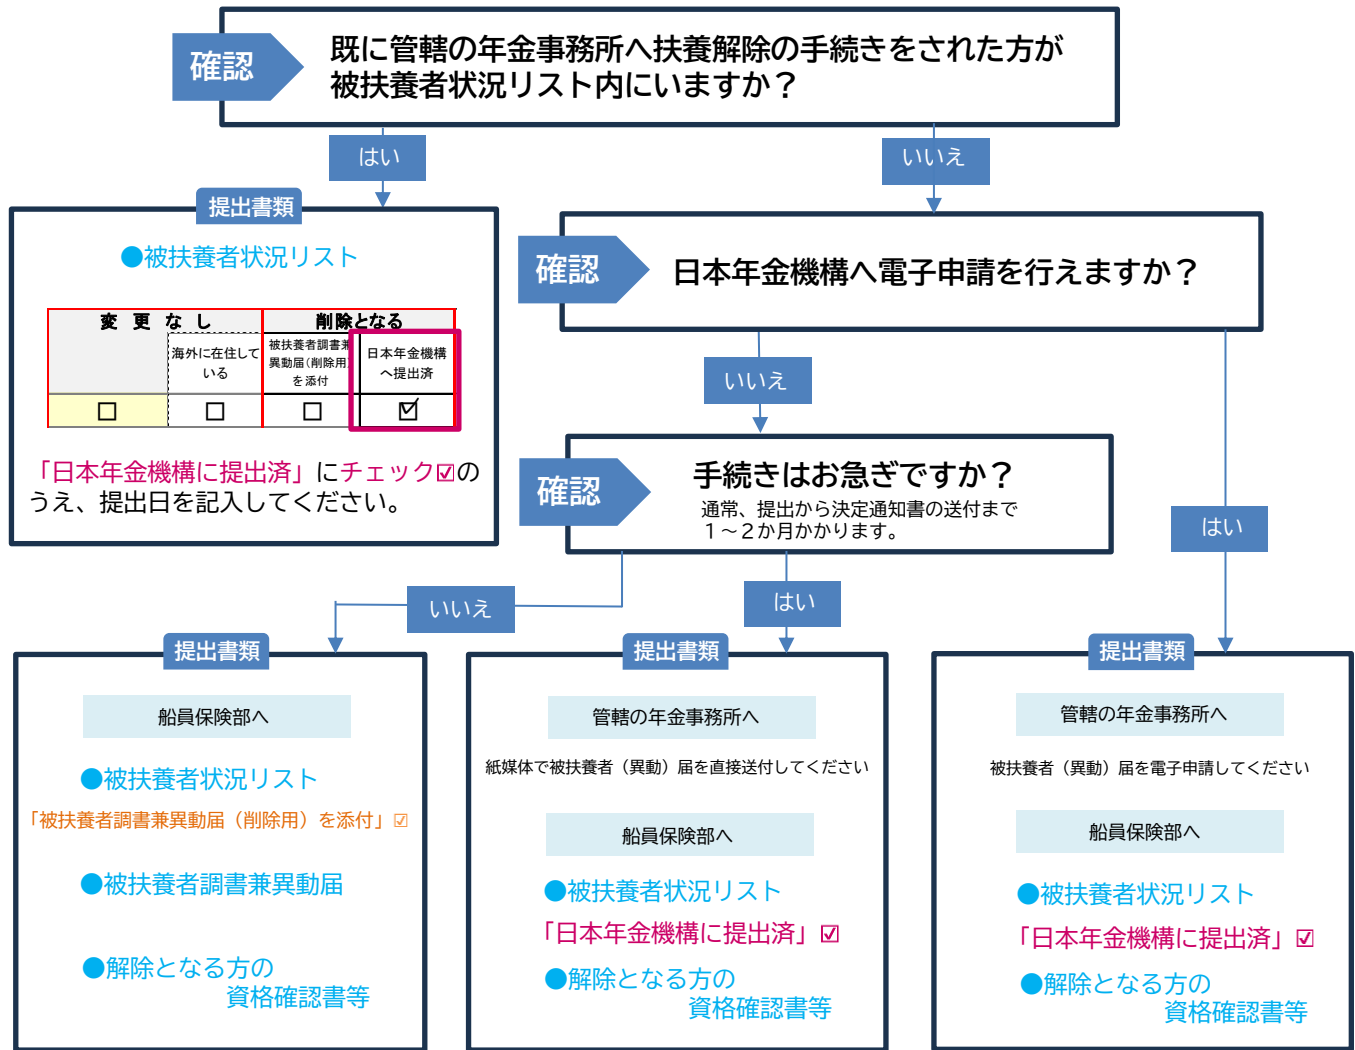 確認
既に管轄の年金事務所へ扶養解除の手続きをされた方が
被扶養者状況リスト内にいますか？
はい
いいえ
提出書類
●被扶養者状況リスト
変 更 な し
削除となる
海外に在住して
いる
被扶養者調書兼
異動届(削除用)
を添付
日本年金機構
へ提出済
□
□
□
☑
「日本年金機構に提出済」にチェック☑の
うえ、提出日を記入してください。
確認
日本年金機構へ電子申請を行えますか？
いいえ
はい
確認
手続きはお急ぎですか？
通常、提出から決定通知書の送付まで
１～２か月かかります。
いいえ
はい
提出書類
船員保険部へ
●被扶養者状況リスト
「被扶養者調書兼異動届（削除用）を添付」☑
●被扶養者調書兼異動届
●解除となる方の
資格確認書等
提出書類
管轄の年金事務所へ
紙媒体で被扶養者（異動）届を直接送付してください
船員保険部へ
●被扶養者状況リスト
「日本年金機構に提出済」☑
●解除となる方の
資格確認書等
提出書類
管轄の年金事務所へ
被扶養者（異動）届を電子申請してください
船員保険部へ
●被扶養者状況リスト
「日本年金機構に提出済」☑
●解除となる方の
資格確認書等